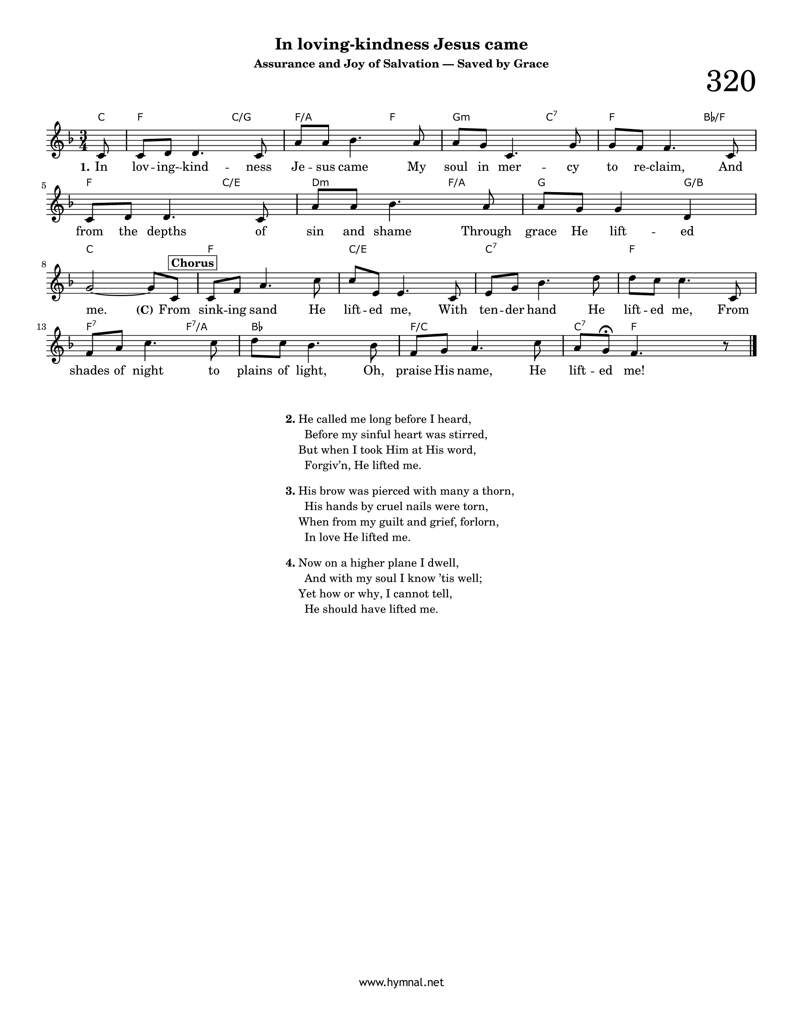 In loving-kindness Jesus came
Assurance and Joy of Salvation — Saved by Grace
320
C F C/G F/A F Gm C7 F B♭/F
1. In lov-ing--kind - ness Je - sus came My soul in mer - cy to re-claim, And
5
F C/E Dm F/A G G/B
from the depths of sin and shame Through grace He lift - ed
8
C F C/E C7 F
Chorus
me. (C) From sink-ing sand He lift-ed me, With ten-der hand He lift-ed me, From
13
F7 F7/A B♭ F/C C7 F
shades of night to plains of light, Oh, praise His name, He lift - ed me!
2. He called me long before I heard,
Before my sinful heart was stirred,
But when I took Him at His word,
Forgiv’n, He lifted me.
3. His brow was pierced with many a thorn,
His hands by cruel nails were torn,
When from my guilt and grief, forlorn,
In love He lifted me.
4. Now on a higher plane I dwell,
And with my soul I know ’tis well;
Yet how or why, I cannot tell,
He should have lifted me.
www.hymnal.net